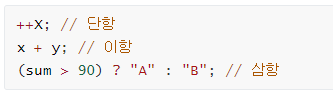 ++X; // 단항
x + y; // 이항
(sum > 90) ? "A" : "B"; // 삼항